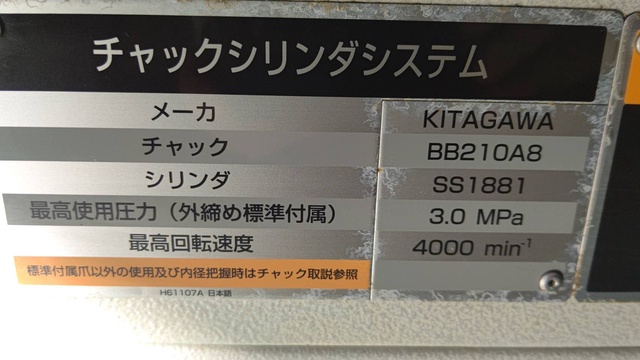 チャックシリンダシステム
メーカ KITAGAWA
チャック BB210A8
シリンダ SS1881
最高使用圧力（外締め標準付属） 3.0 MPa
最高回転速度 4000 min⁻¹
標準付属爪以外の使用及び内径把握時はチャック取説参照
H61107A 日本語